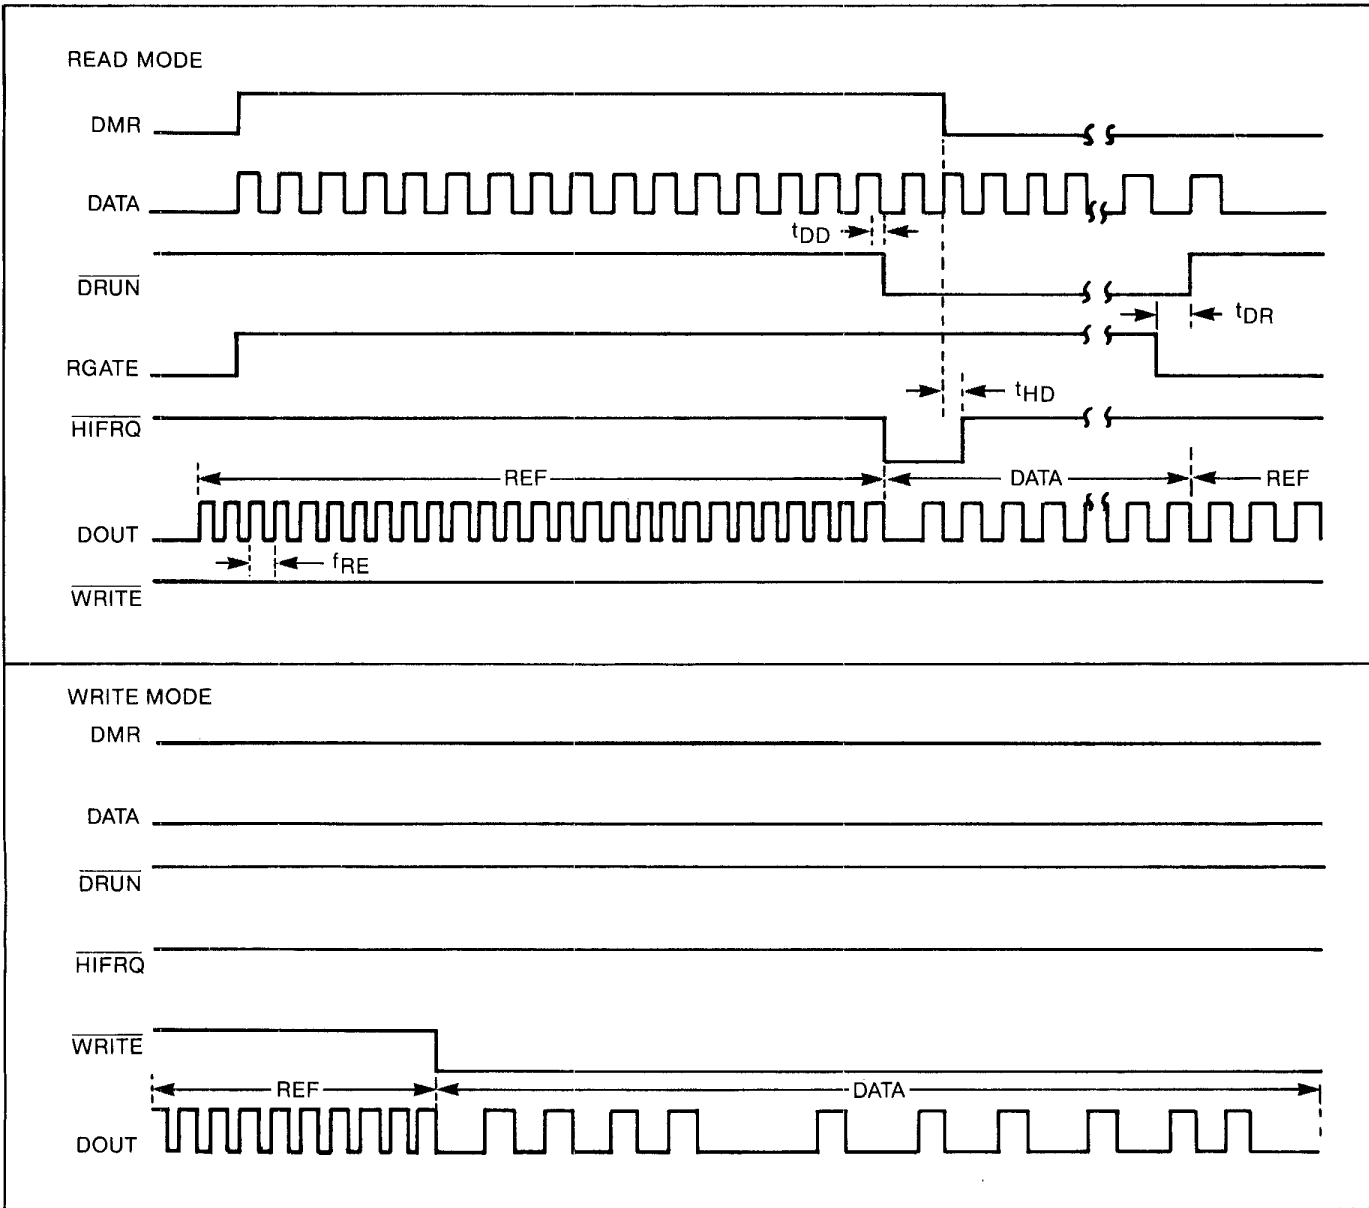 READ MODE
DMR
DATA
tDD
DRUN
tDR
RGATE
tHD
HIFRQ
REF DATA REF
DOUT
fRE
WRITE
WRITE MODE
DMR
DATA
DRUN
HIFRQ
WRITE
REF DATA
DOUT